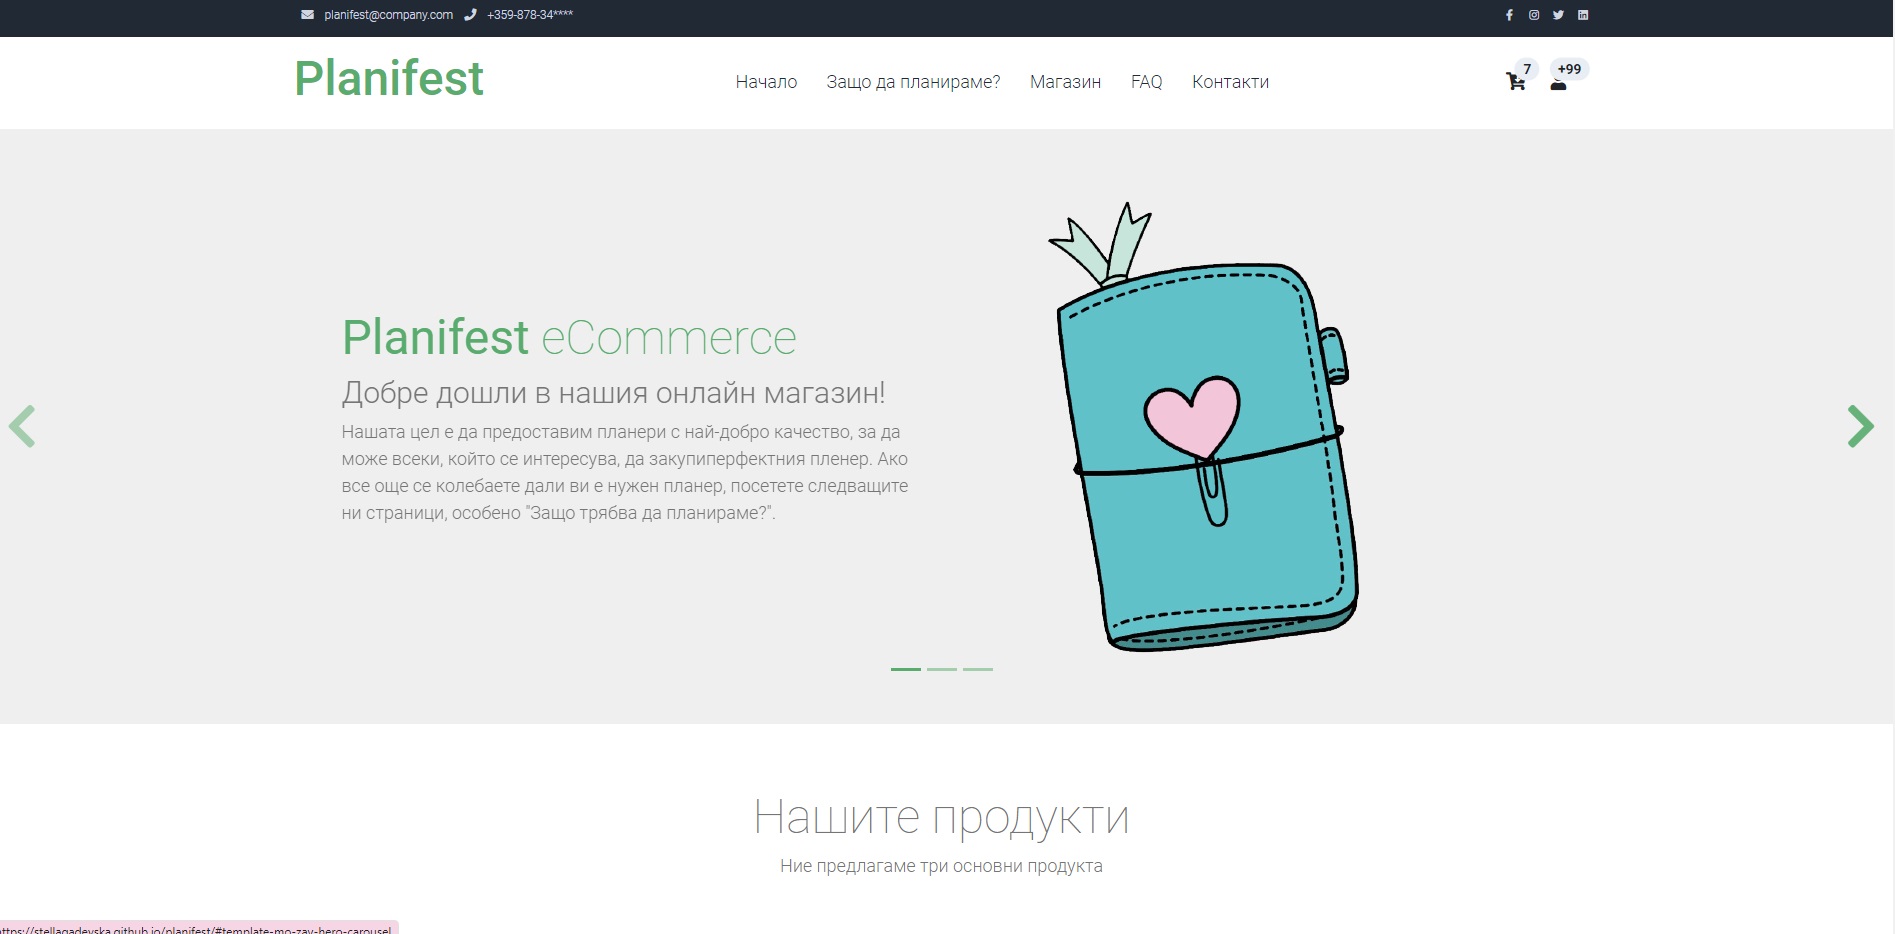 planifest@company.com +359-878-34****
Planifest
Начало Защо да планираме? Магазин FAQ Контакти
7 +99
Planifest eCommerce
Добре дошли в нашия онлайн магазин!
Нашата цел е да предоставим планери с най-добро качество, за да
може всеки, който се интересува, да закупиперфектния пленер. Ако
все още се колебаете дали ви е нужен планер, посетете следващите
ни страници, особено "Защо трябва да планираме?".
Нашите продукти
Ние предлагаме три основни продукта
https://stellagadevska.github.io/planifest/#template-mo-zay-hero-carousel